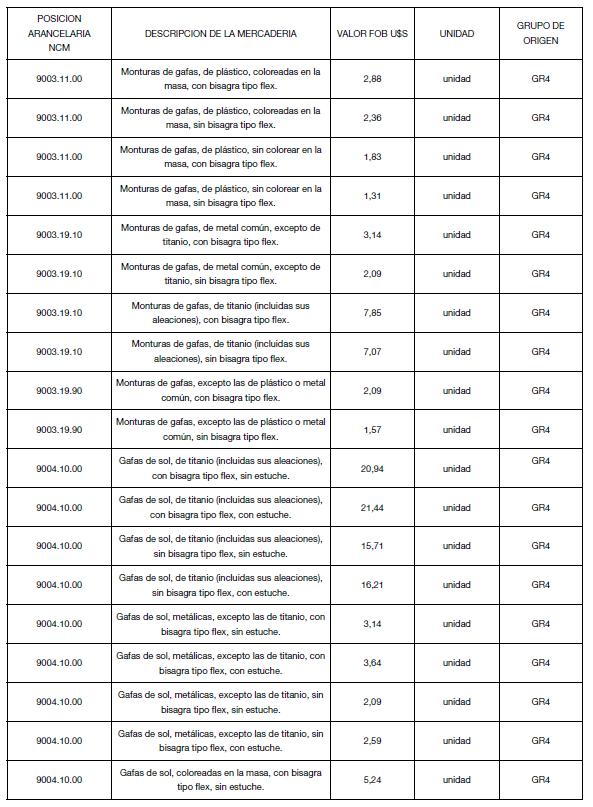 POSICION
ARANCELARIA
NCM
DESCRIPCION DE LA MERCADERIA
VALOR FOB U$S
UNIDAD
GRUPO DE
ORIGEN
9003.11.00
Monturas de gafas, de plástico, coloreadas en la
masa, con bisagra tipo flex.
2,88
unidad
GR4
9003.11.00
Monturas de gafas, de plástico, coloreadas en la
masa, sin bisagra tipo flex.
2,36
unidad
GR4
9003.11.00
Monturas de gafas, de plástico, sin colorear en la
masa, con bisagra tipo flex.
1,83
unidad
GR4
9003.11.00
Monturas de gafas, de plástico, sin colorear en la
masa, sin bisagra tipo flex.
1,31
unidad
GR4
9003.19.10
Monturas de gafas, de metal común, excepto de
titanio, con bisagra tipo flex.
3,14
unidad
GR4
9003.19.10
Monturas de gafas, de metal común, excepto de
titanio, sin bisagra tipo flex.
2,09
unidad
GR4
9003.19.10
Monturas de gafas, de titanio (incluidas sus
aleaciones), con bisagra tipo flex.
7,85
unidad
GR4
9003.19.10
Monturas de gafas, de titanio (incluidas sus
aleaciones), sin bisagra tipo flex.
7,07
unidad
GR4
9003.19.90
Monturas de gafas, excepto las de plástico o metal
común, con bisagra tipo flex.
2,09
unidad
GR4
9003.19.90
Monturas de gafas, excepto las de plástico o metal
común, sin bisagra tipo flex.
1,57
unidad
GR4
9004.10.00
Gafas de sol, de titanio (incluidas sus aleaciones),
con bisagra tipo flex, sin estuche.
20,94
unidad
GR4
9004.10.00
Gafas de sol, de titanio (incluidas sus aleaciones),
con bisagra tipo flex, con estuche.
21,44
unidad
GR4
9004.10.00
Gafas de sol, de titanio (incluidas sus aleaciones),
sin bisagra tipo flex, sin estuche.
15,71
unidad
GR4
9004.10.00
Gafas de sol, de titanio (incluidas sus aleaciones),
sin bisagra tipo flex, con estuche.
16,21
unidad
GR4
9004.10.00
Gafas de sol, metálicas, excepto las de titanio, con
bisagra tipo flex, sin estuche.
3,14
unidad
GR4
9004.10.00
Gafas de sol, metálicas, excepto las de titanio, con
bisagra tipo flex, con estuche.
3,64
unidad
GR4
9004.10.00
Gafas de sol, metálicas, excepto las de titanio, sin
bisagra tipo flex, sin estuche.
2,09
unidad
GR4
9004.10.00
Gafas de sol, metálicas, excepto las de titanio, sin
bisagra tipo flex, con estuche.
2,59
unidad
GR4
9004.10.00
Gafas de sol, coloreadas en la masa, con bisagra
tipo flex, sin estuche.
5,24
unidad
GR4